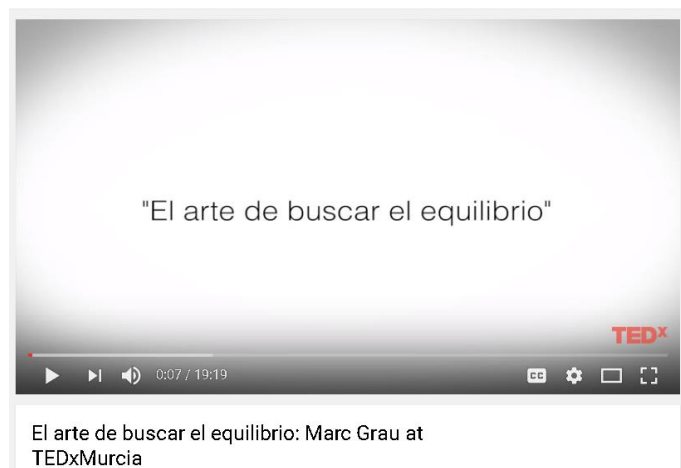 "El arte de buscar el equilibrio"
TEDx
0:07 / 19:19
CC
El arte de buscar el equilibrio: Marc Grau at
TEDxMurcia